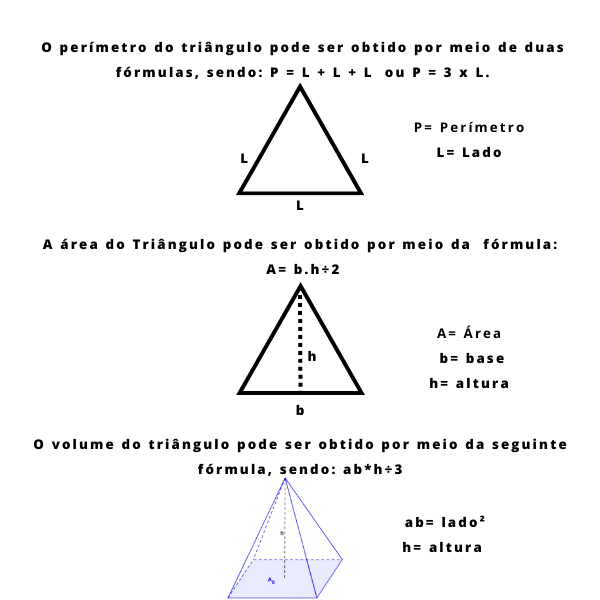 O perímetro do triângulo pode ser obtido por meio de duas
fórmulas, sendo: P = L + L + L ou P = 3 x L.
P= Perímetro
L= Lado
L
L
L
A área do Triângulo pode ser obtido por meio da fórmula:
A= b.h÷2
A= Área
b= base
h= altura
h
b
O volume do triângulo pode ser obtido por meio da seguinte
fórmula, sendo: ab*h÷3
ab= lado²
h= altura
h
Ab